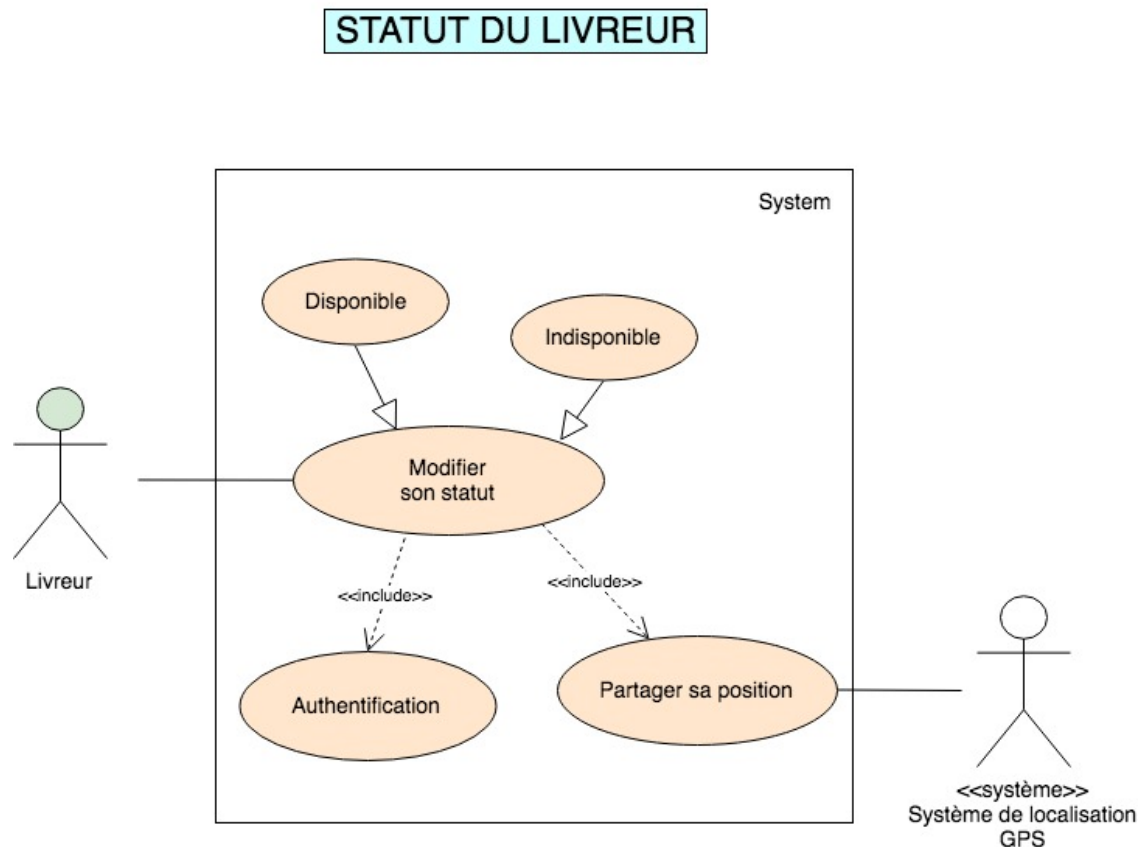 STATUT DU LIVREUR
System
Disponible
Indisponible
Modifier
son statut
Livreur
<<include>>
<<include>>
Authentification
Partager sa position
<<système>>
Système de localisation
GPS